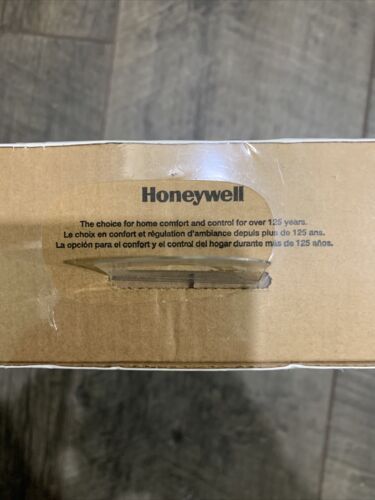 Honeywell
The choice for home comfort and control for over 125 years.
Le choix en confort et régulation d'ambiance depuis plus de 125 ans.
La opción para el confort y el control del hogar durante más de 125 años.